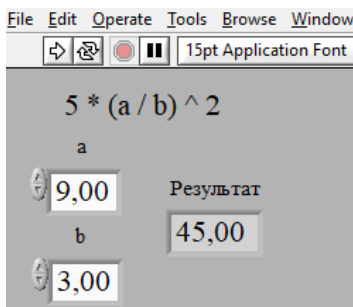 File Edit Operate Tools Browse Window
15pt Application Font
5 * (a / b) ^ 2
a
9,00
Результат
45,00
b
3,00